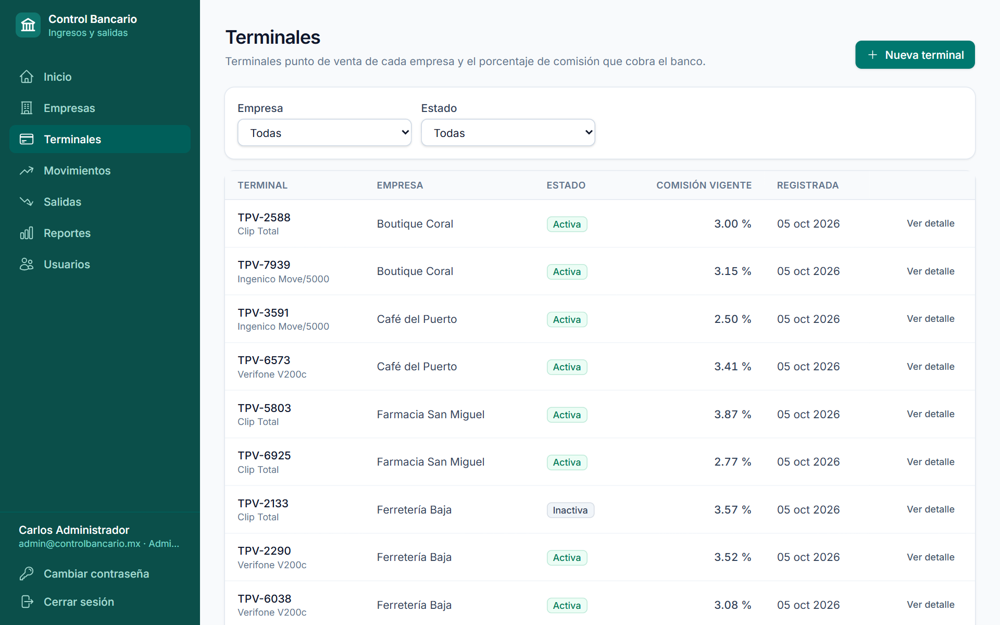 Control Bancario
Ingresos y salidas
Inicio
Empresas
Terminales
Movimientos
Salidas
Reportes
Usuarios
Carlos Administrador
admin@controlbancario.mx · Admi...
Cambiar contraseña
Cerrar sesión
Terminales
Terminales punto de venta de cada empresa y el porcentaje de comisión que cobra el banco.
Nueva terminal
Empresa Estado
Todas Todas
TERMINAL EMPRESA ESTADO COMISIÓN VIGENTE REGISTRADA
TPV-2588
Clip Total
Boutique Coral Activa 3.00 % 05 oct 2026 Ver detalle
TPV-7939
Ingenico Move/5000
Boutique Coral Activa 3.15 % 05 oct 2026 Ver detalle
TPV-3591
Ingenico Move/5000
Café del Puerto Activa 2.50 % 05 oct 2026 Ver detalle
TPV-6573
Verifone V200c
Café del Puerto Activa 3.41 % 05 oct 2026 Ver detalle
TPV-5803
Clip Total
Farmacia San Miguel Activa 3.87 % 05 oct 2026 Ver detalle
TPV-6925
Clip Total
Farmacia San Miguel Activa 2.77 % 05 oct 2026 Ver detalle
TPV-2133
Clip Total
Ferretería Baja Inactiva 3.57 % 05 oct 2026 Ver detalle
TPV-2290
Verifone V200c
Ferretería Baja Activa 3.52 % 05 oct 2026 Ver detalle
TPV-6038
Verifone V200c
Ferretería Baja Activa 3.08 % 05 oct 2026 Ver detalle